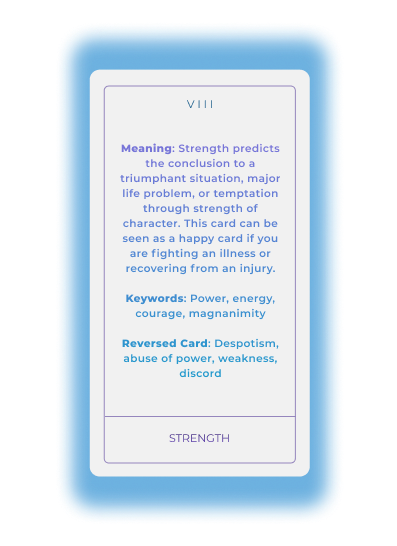 VIII
Meaning: Strength predicts
the conclusion to a
triumphant situation, major
life problem, or temptation
through strength of
character. This card can be
seen as a happy card if you
are fighting an illness or
recovering from an injury.
Keywords: Power, energy,
courage, magnanimity
Reversed Card: Despotism,
abuse of power, weakness,
discord
STRENGTH